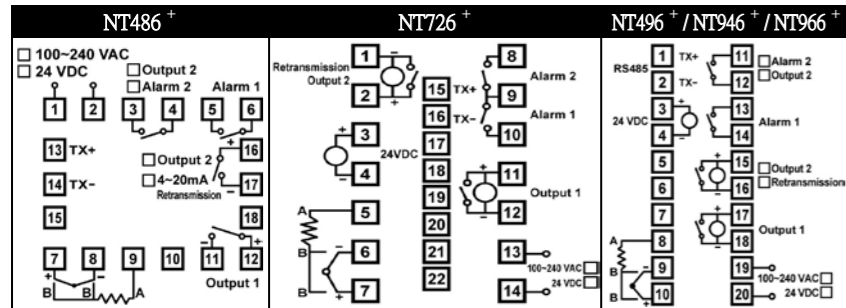 NT486 +
NT726 +
NT496 + / NT946 + / NT966 +
100~240 VAC
24 VDC
Output 2
Alarm 2
Alarm 1
1 2 3 4 5 6
13 TX+
Output 2
16
14 TX-
4~20mA
17
Retransmission
15
18
7 8 9 10 11 12
+ - - +
B B A
Output 1
1
Retransmission
Output 2
2
- +
3
24VDC
4
+ -
A 5
B 6
B 7
- +
15 TX+
16 TX-
17
18
19
20
21
22
8
Alarm 2
9
Alarm 1
10
11
Output 1
12
- +
13
100~240 VAC
24 VDC
14
RS485
1 TX+
2 TX-
3
24 VDC
4
+ -
5
6
7
A 8
B 9
B 10
- +
11
Alarm 2
Output 2
12
13
Alarm 1
14
15
Output 2
Retransmission
16
+ -
17
Output 1
18
+ -
19
100~240 VAC
24 VDC
20